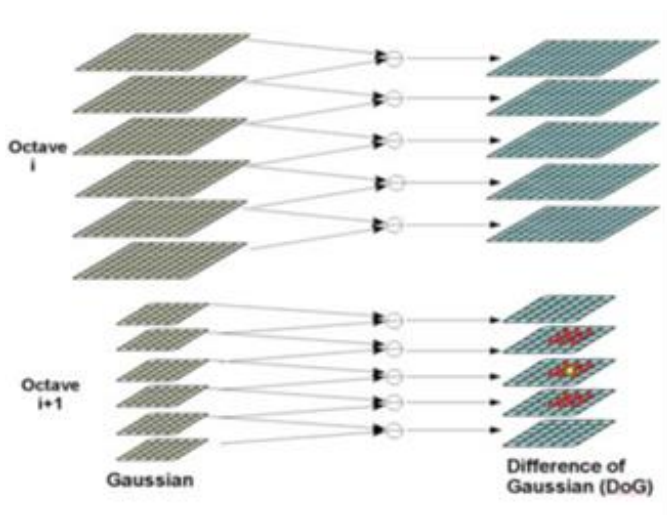 Octave
i
Octave
i+1
Gaussian
Difference of
Gaussian (DoG)